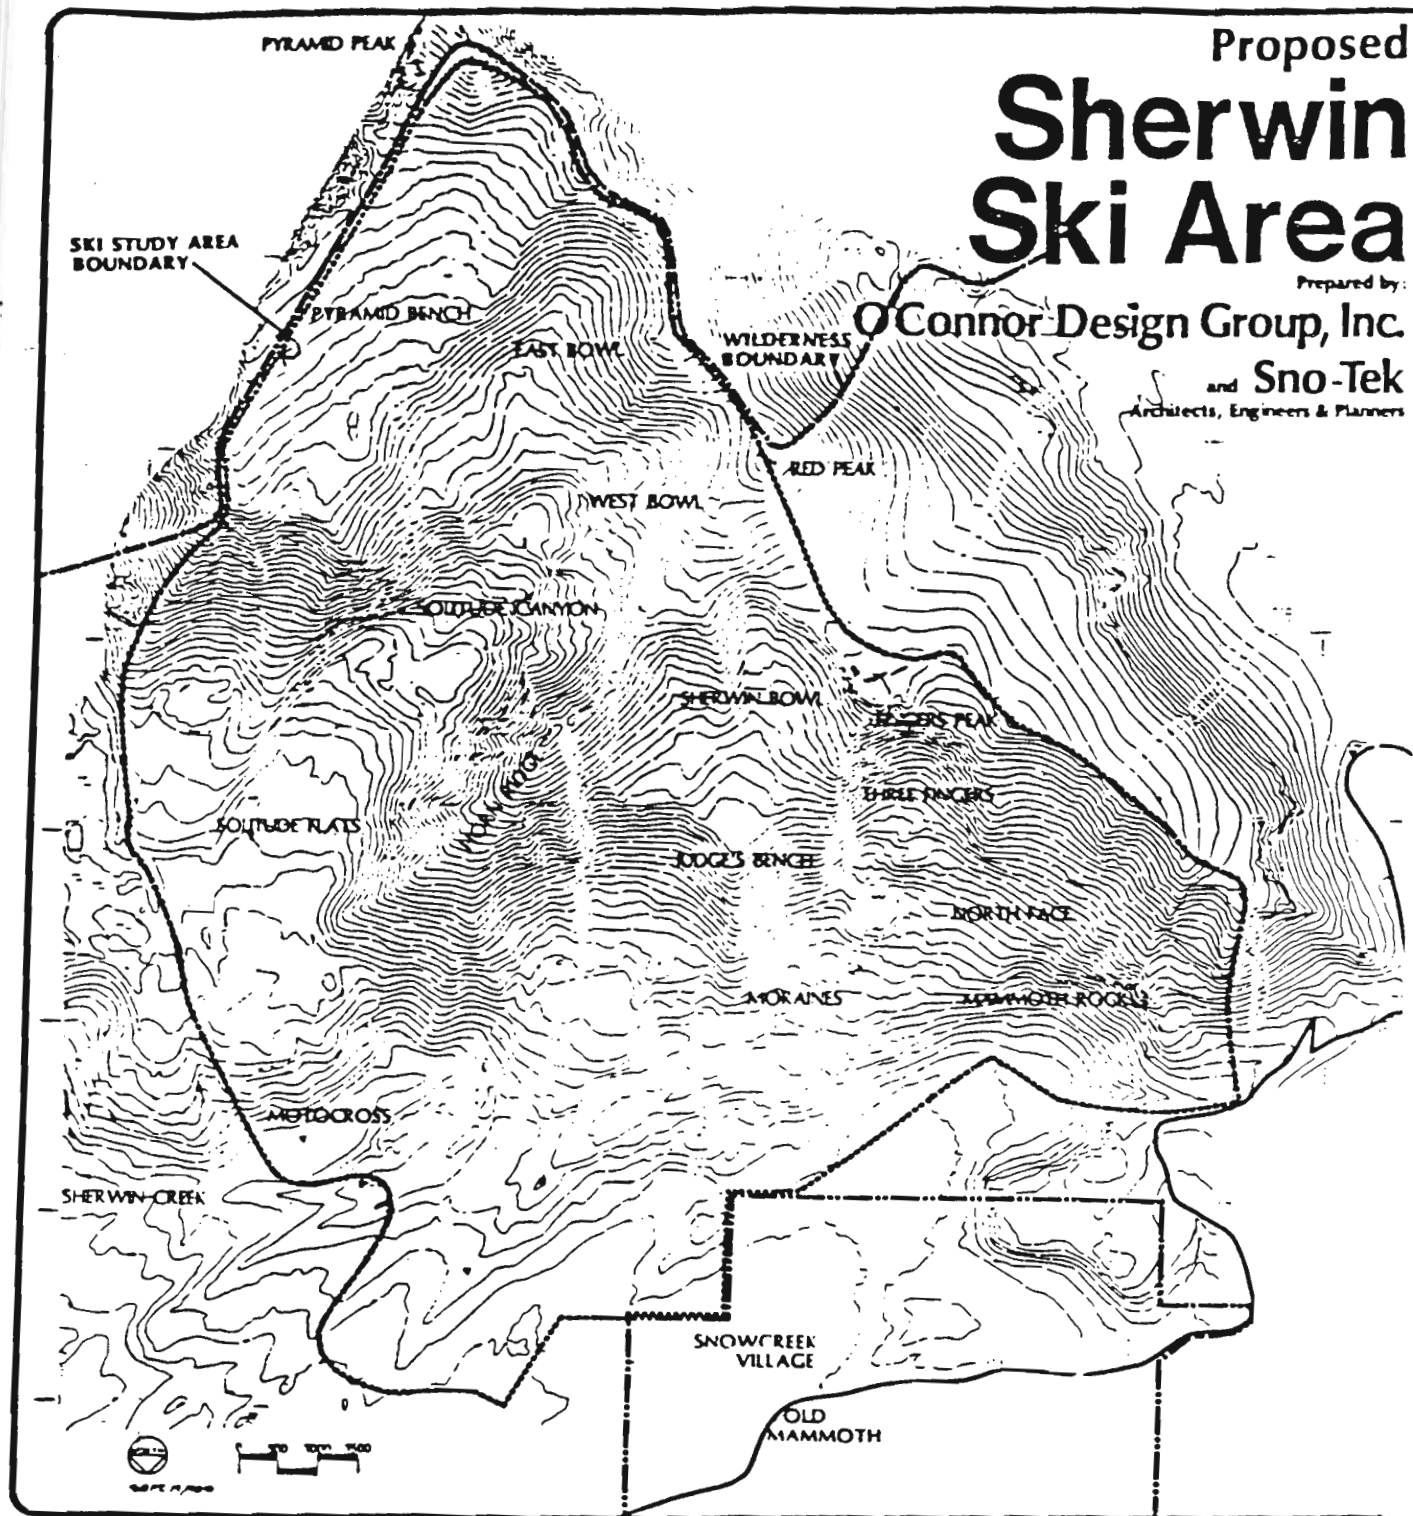 PYRAMID PEAK
Proposed
Sherwin
Ski Area
Prepared by:
O'Connor Design Group, Inc.
and Sno-Tek
Architects, Engineers & Planners
SKI STUDY AREA
BOUNDARY
PYRAMID BENCH
EAST BOWL
WILDERNESS
BOUNDARY
RED PEAK
WEST BOWL
SOLITUDE CANYON
SHERWIN BOWL
PEAK
THREE FINGERS
SOLITUDE FLATS
JUDGE'S BENCH
NORTH FACE
MORAINES
MAMMOTH ROCKS
MOTOCROSS
SHERWIN CREEK
SNOWCREEK
VILLAGE
OLD
MAMMOTH